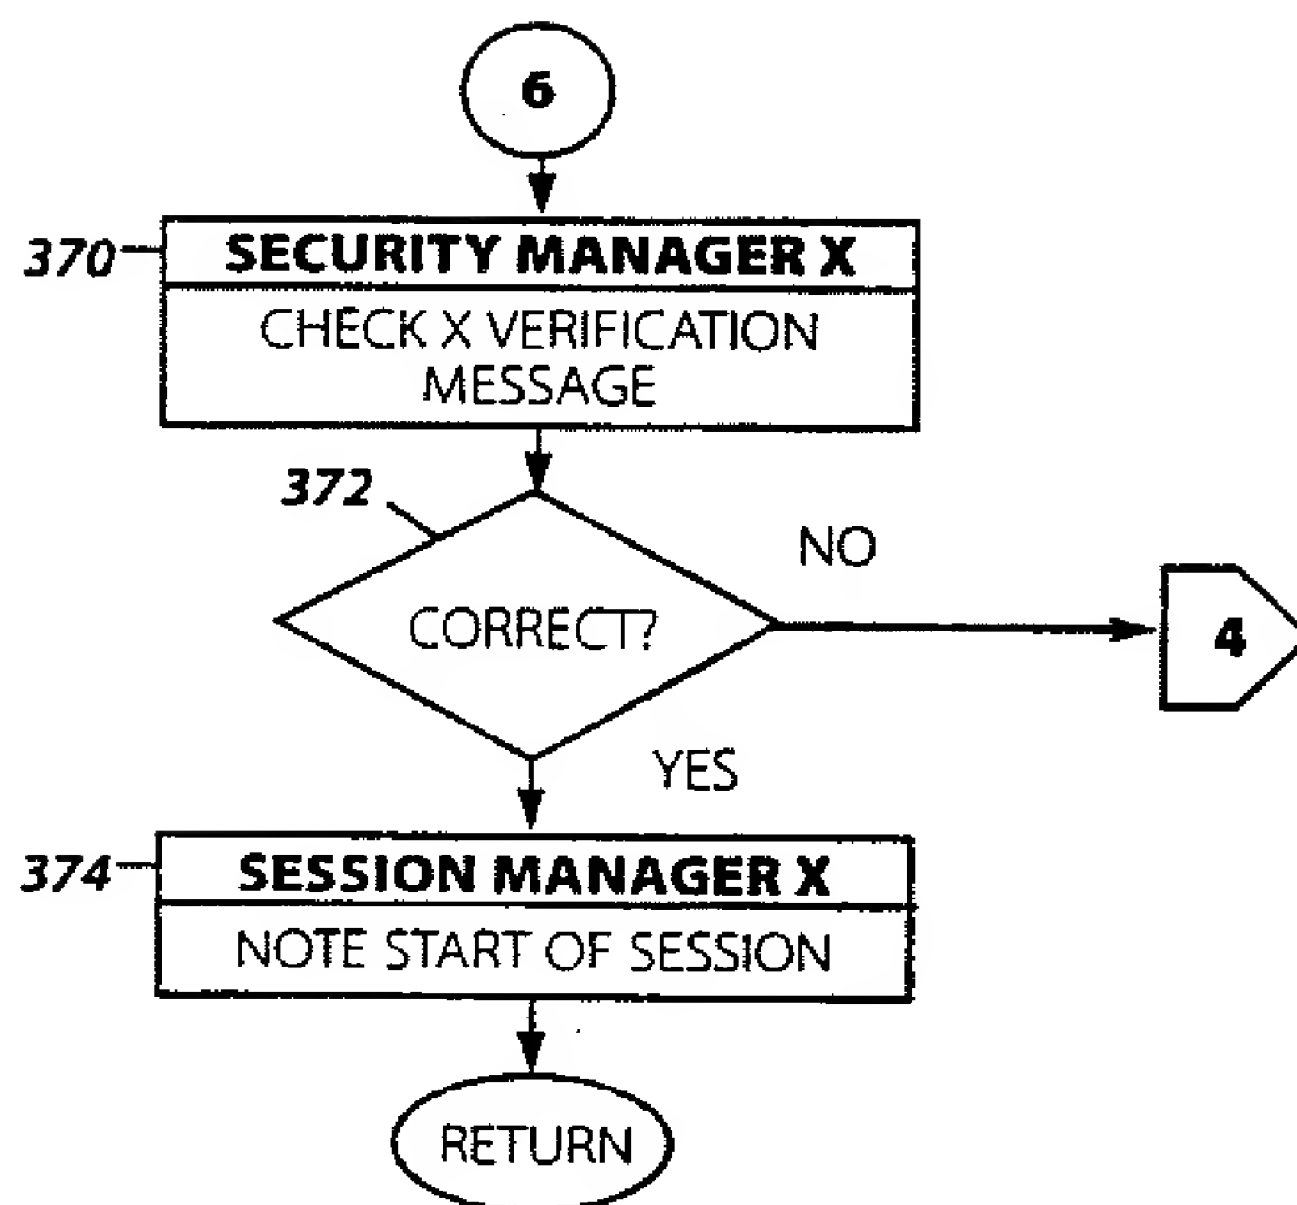 6
370
SECURITY MANAGER X
CHECK X VERIFICATION
MESSAGE
372
NO
CORRECT?
4
YES
374
SESSION MANAGER X
NOTE START OF SESSION
RETURN